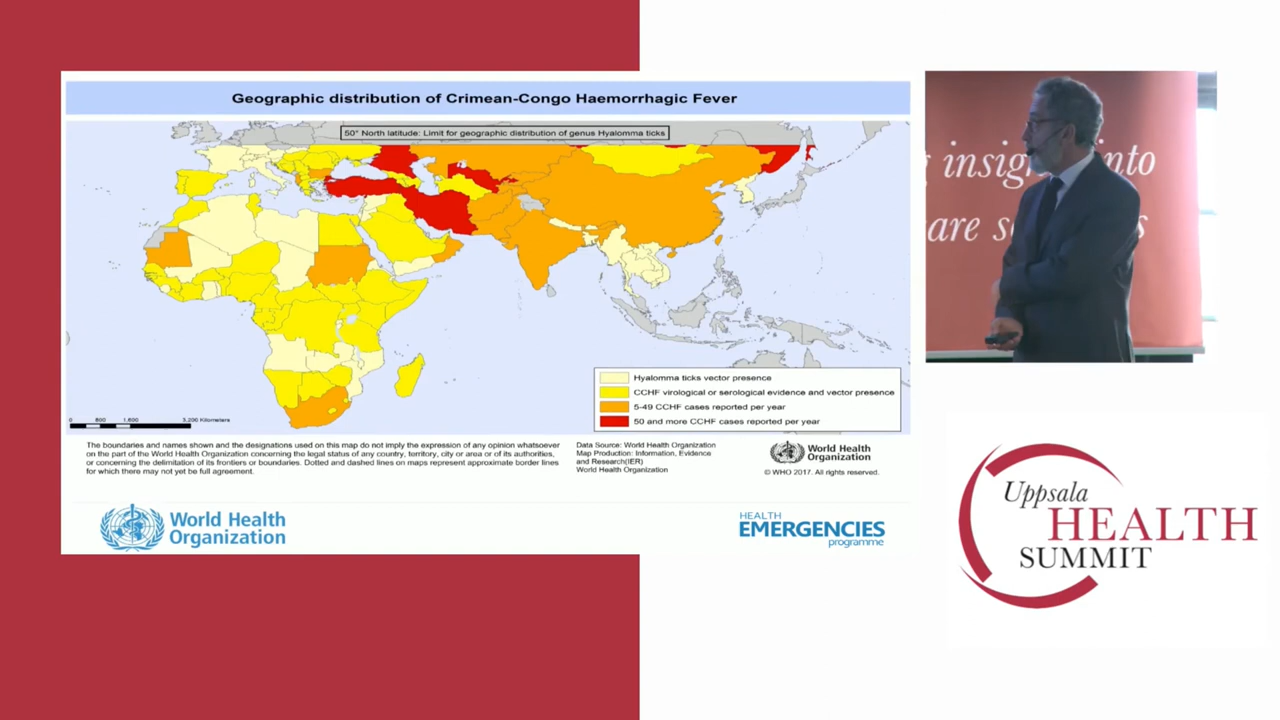 Geographic distribution of Crimean-Congo Haemorrhagic Fever
50° North latitude: Limit for geographic distribution of genus Hyalomma ticks
Hyalomma ticks vector presence
CCHF virological or serological evidence and vector presence
5-49 CCHF cases reported per year
50 and more CCHF cases reported per year
0 800 1,600 3,200 Kilometers
The boundaries and names shown and the designations used on this map do not imply the expression of any opinion whatsoever
on the part of the World Health Organization concerning the legal status of any country, territory, city or area or of its authorities,
or concerning the delimitation of its frontiers or boundaries. Dotted and dashed lines on maps represent approximate border lines
for which there may not yet be full agreement.
Data Source: World Health Organization
Map Production: Information, Evidence
and Research(IER)
World Health Organization
World Health
Organization
© WHO 2017. All rights reserved.
World Health
Organization
HEALTH
EMERGENCIES
programme
into
Uppsala
HEALTH
SUMMIT